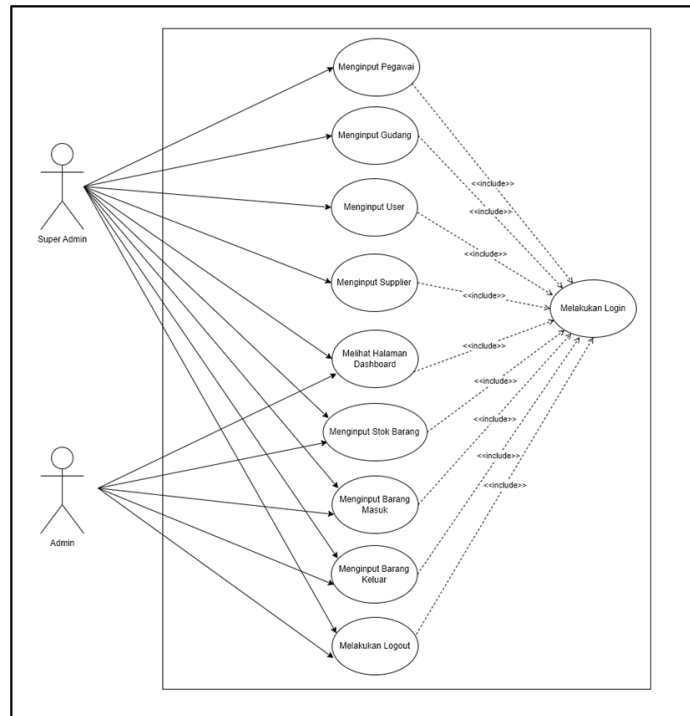 Menginput Pegawai
Menginput Gudang
<<include>>
Menginput User
<<include>>
Super Admin
<<include>>
Menginput Supplier
<<include>>
Melakukan Login
Melihat Halaman
Dashboard
<<include>>
<<include>>
Menginput Stok Barang
<<include>>
<<include>>
Menginput Barang
Masuk
<<include>>
Admin
Menginput Barang
Keluar
Melakukan Logout